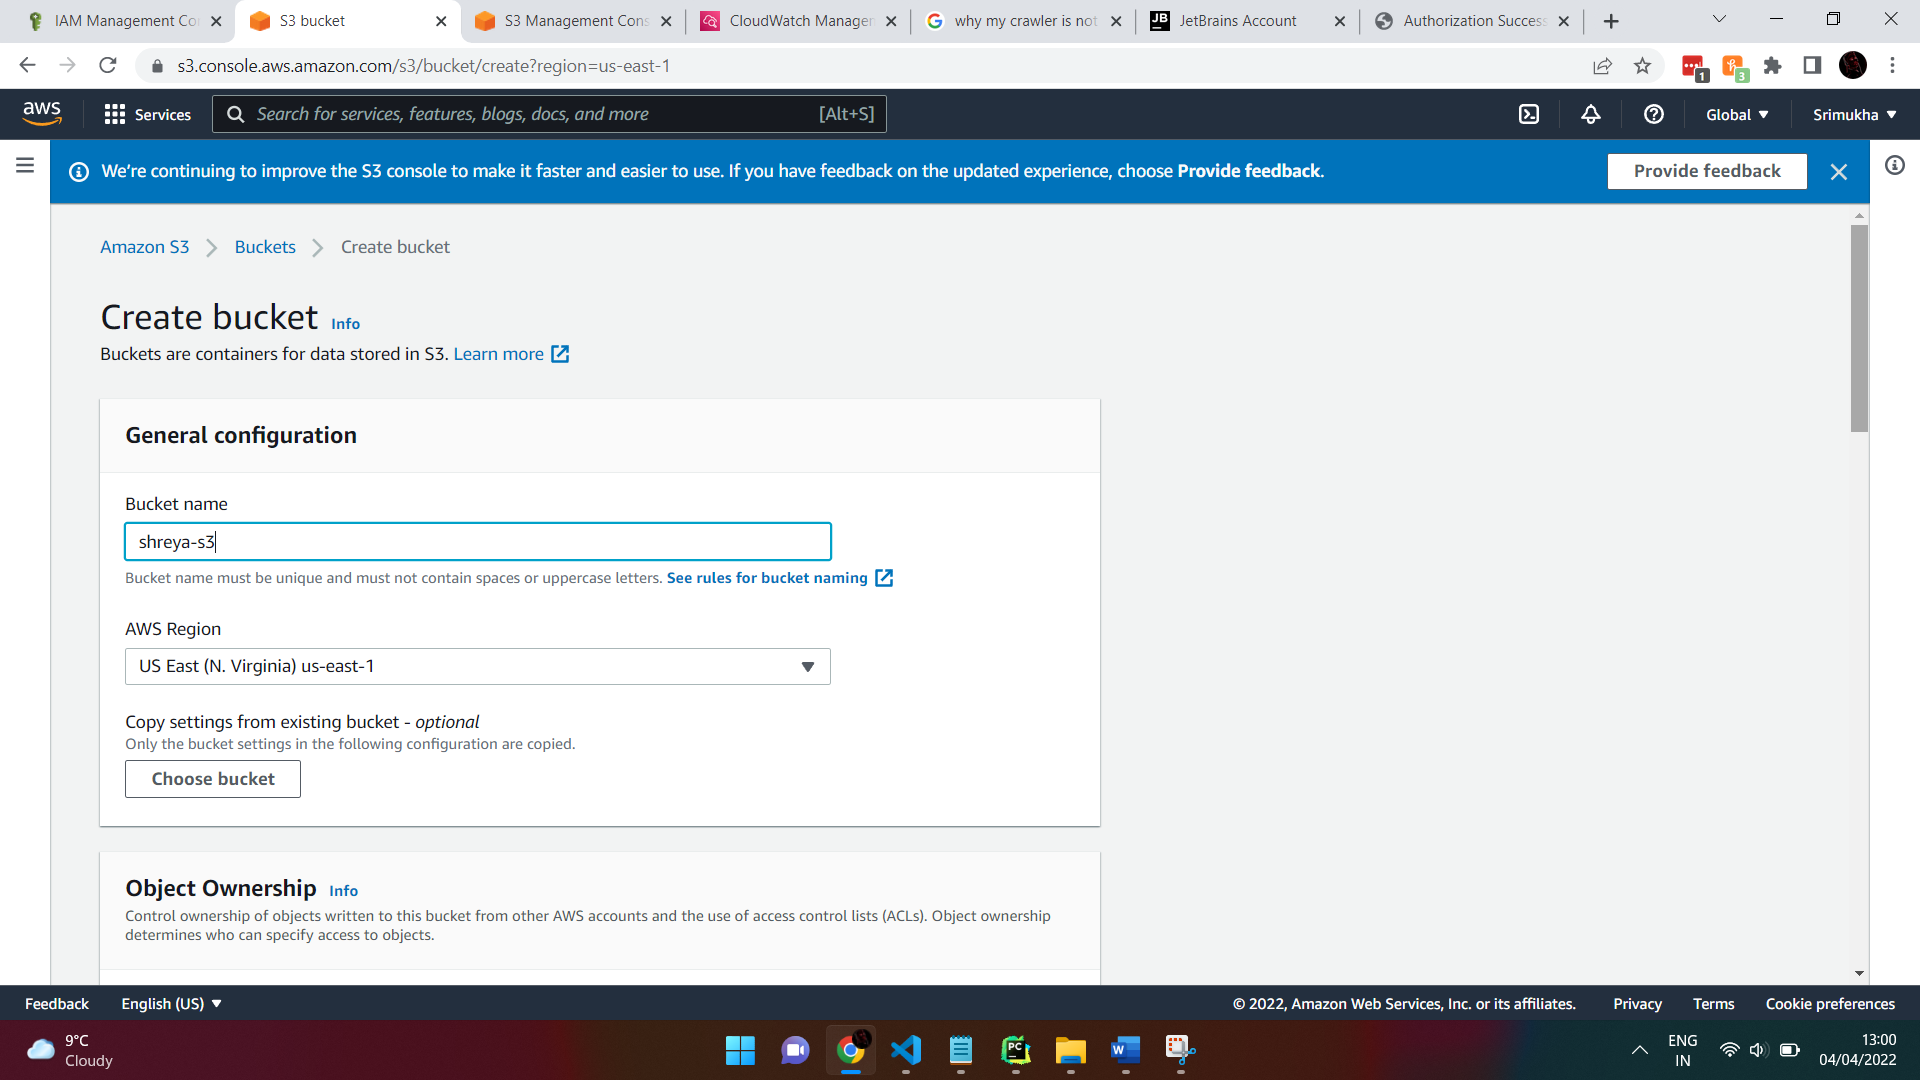 IAM Management Co
S3 bucket
S3 Management Cons
CloudWatch Manage
why my crawler is not
JetBrains Account
Authorization Success
s3.console.aws.amazon.com/s3/bucket/create?region=us-east-1
1
3
aws
Services
Search for services, features, blogs, docs, and more
[Alt+S]
Global
Srimukha
We're continuing to improve the S3 console to make it faster and easier to use. If you have feedback on the updated experience, choose Provide feedback.
Provide feedback
Amazon S3
Buckets
Create bucket
Create bucket Info
Buckets are containers for data stored in S3. Learn more
General configuration
Bucket name
shreya-s3
Bucket name must be unique and must not contain spaces or uppercase letters. See rules for bucket naming
AWS Region
US East (N. Virginia) us-east-1
Copy settings from existing bucket - optional
Only the bucket settings in the following configuration are copied.
Choose bucket
Object Ownership Info
Control ownership of objects written to this bucket from other AWS accounts and the use of access control lists (ACLs). Object ownership
determines who can specify access to objects.
Feedback
English (US)
© 2022, Amazon Web Services, Inc. or its affiliates.
Privacy
Terms
Cookie preferences
9°C
Cloudy
ENG
IN
13:00
04/04/2022